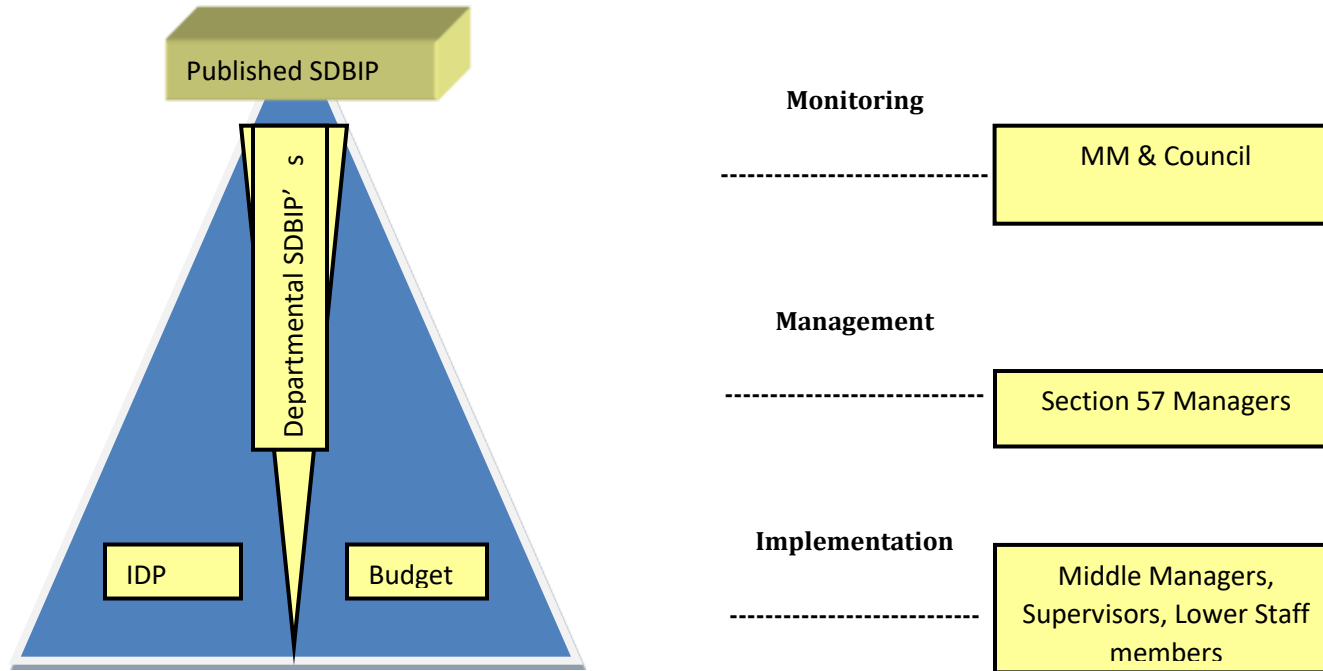 Published SDBIP
Departmental SDBIP’ s
IDP
Budget
Monitoring
MM & Council
Management
Section 57 Managers
Implementation
Middle Managers,
Supervisors, Lower Staff
members